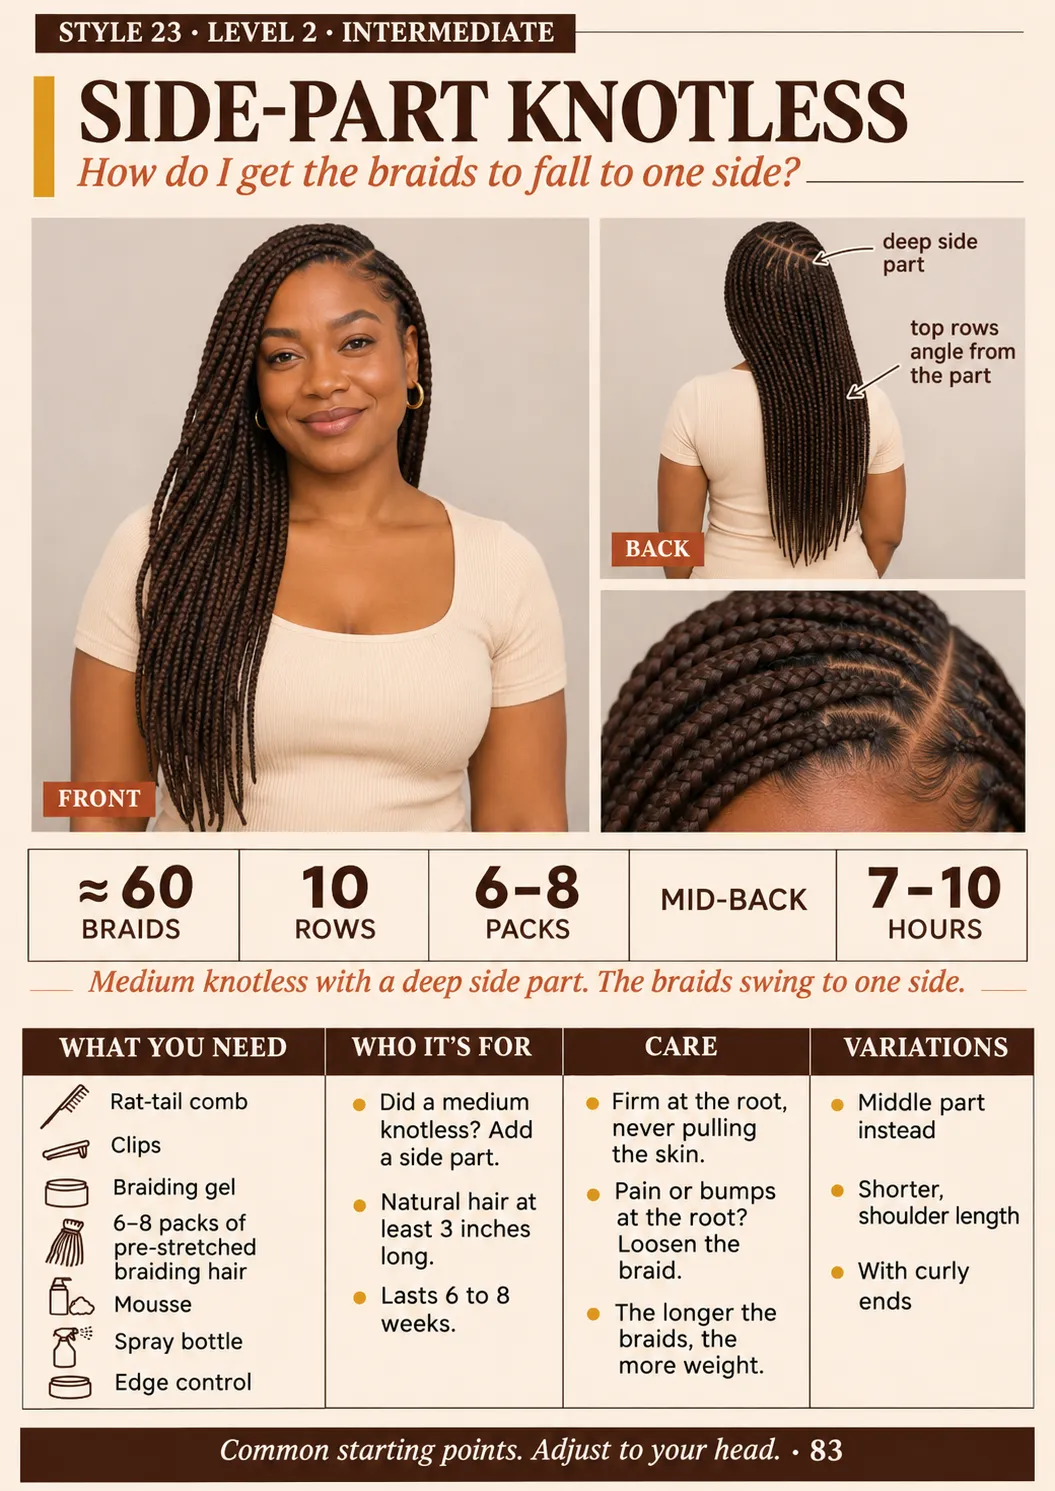 STYLE 23 · LEVEL 2 · INTERMEDIATE
SIDE-PART KNOTLESS
How do I get the braids to fall to one side?
deep side
part
top rows
angle from
the part
BACK
FRONT
≈ 60
BRAIDS
10
ROWS
6–8
PACKS
MID-BACK
7–10
HOURS
Medium knotless with a deep side part. The braids swing to one side.
WHAT YOU NEED
Rat-tail comb
Clips
Braiding gel
6–8 packs of
pre-stretched
braiding hair
Mousse
Spray bottle
Edge control
WHO IT'S FOR
• Did a medium
knotless? Add
a side part.
• Natural hair at
least 3 inches
long.
• Lasts 6 to 8
weeks.
CARE
• Firm at the root,
never pulling
the skin.
• Pain or bumps
at the root?
Loosen the
braid.
• The longer the
braids, the
more weight.
VARIATIONS
• Middle part
instead
• Shorter,
shoulder length
• With curly
ends
Common starting points. Adjust to your head. · 83